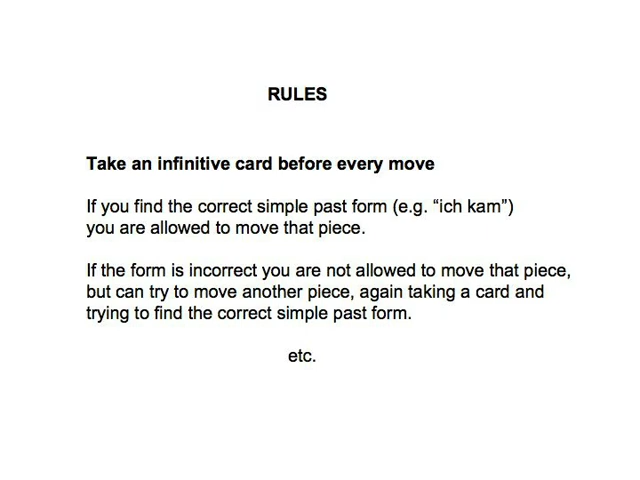 RULES
Take an infinitive card before every move
If you find the correct simple past form (e.g. “ich kam”)
you are allowed to move that piece.
If the form is incorrect you are not allowed to move that piece,
but can try to move another piece, again taking a card and
trying to find the correct simple past form.
etc.